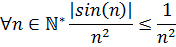 ∀n ∈ ℕ* |sin(n)|/n² ≤ 1/n²